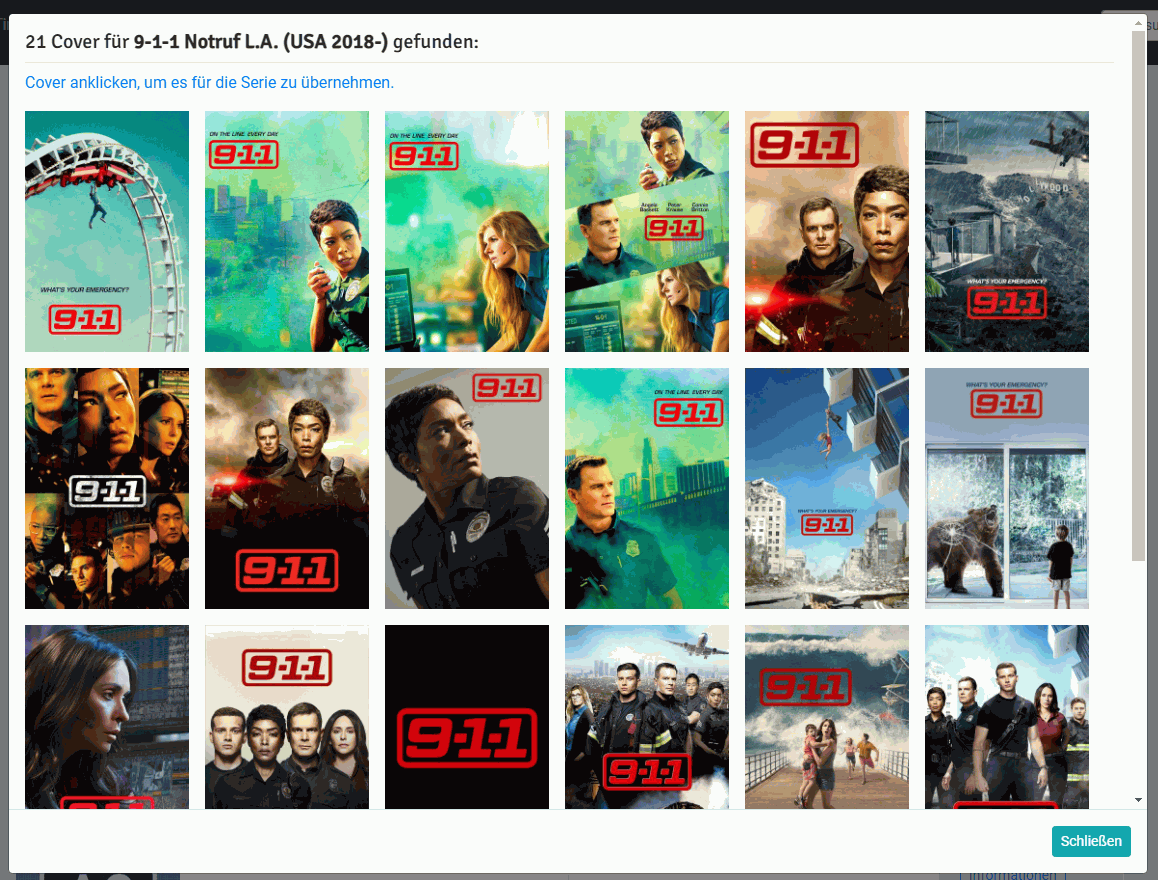 21 Cover für 9-1-1 Notruf L.A. (USA 2018-) gefunden:
Cover anklicken, um es für die Serie zu übernehmen.
WHAT'S YOUR EMERGENCY?
9-1-1
ON THE LINE. EVERY DAY.
9-1-1
ON THE LINE. EVERY DAY.
9-1-1
Angela Bassett Peter Krause Connie Britton
9-1-1
9-1-1
WHAT'S YOUR EMERGENCY?
9-1-1
9-1-1
9-1-1
9-1-1
ON THE LINE. EVERY DAY.
9-1-1
WHAT'S YOUR EMERGENCY?
9-1-1
WHAT'S YOUR EMERGENCY?
9-1-1
9-1-1
9-1-1
9-1-1
9-1-1
Schließen
Informationen